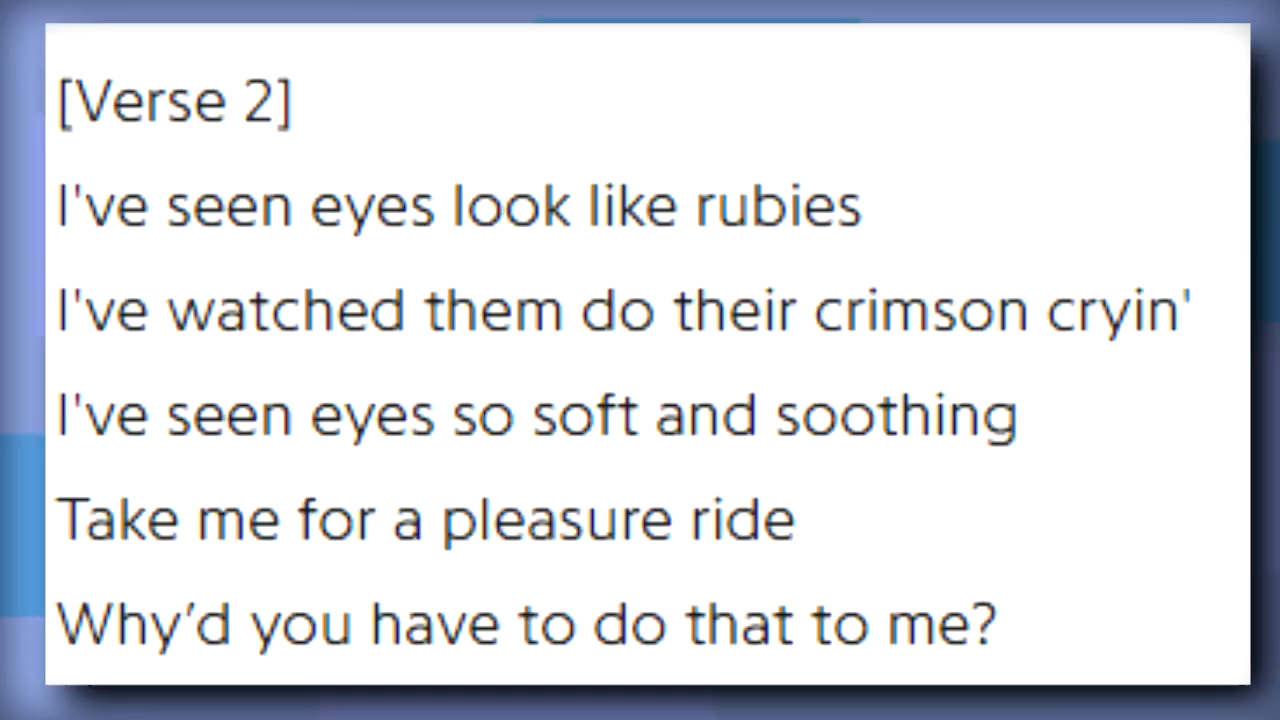 [Verse 2]
I've seen eyes look like rubies
I've watched them do their crimson cryin'
I've seen eyes so soft and soothing
Take me for a pleasure ride
Why’d you have to do that to me?